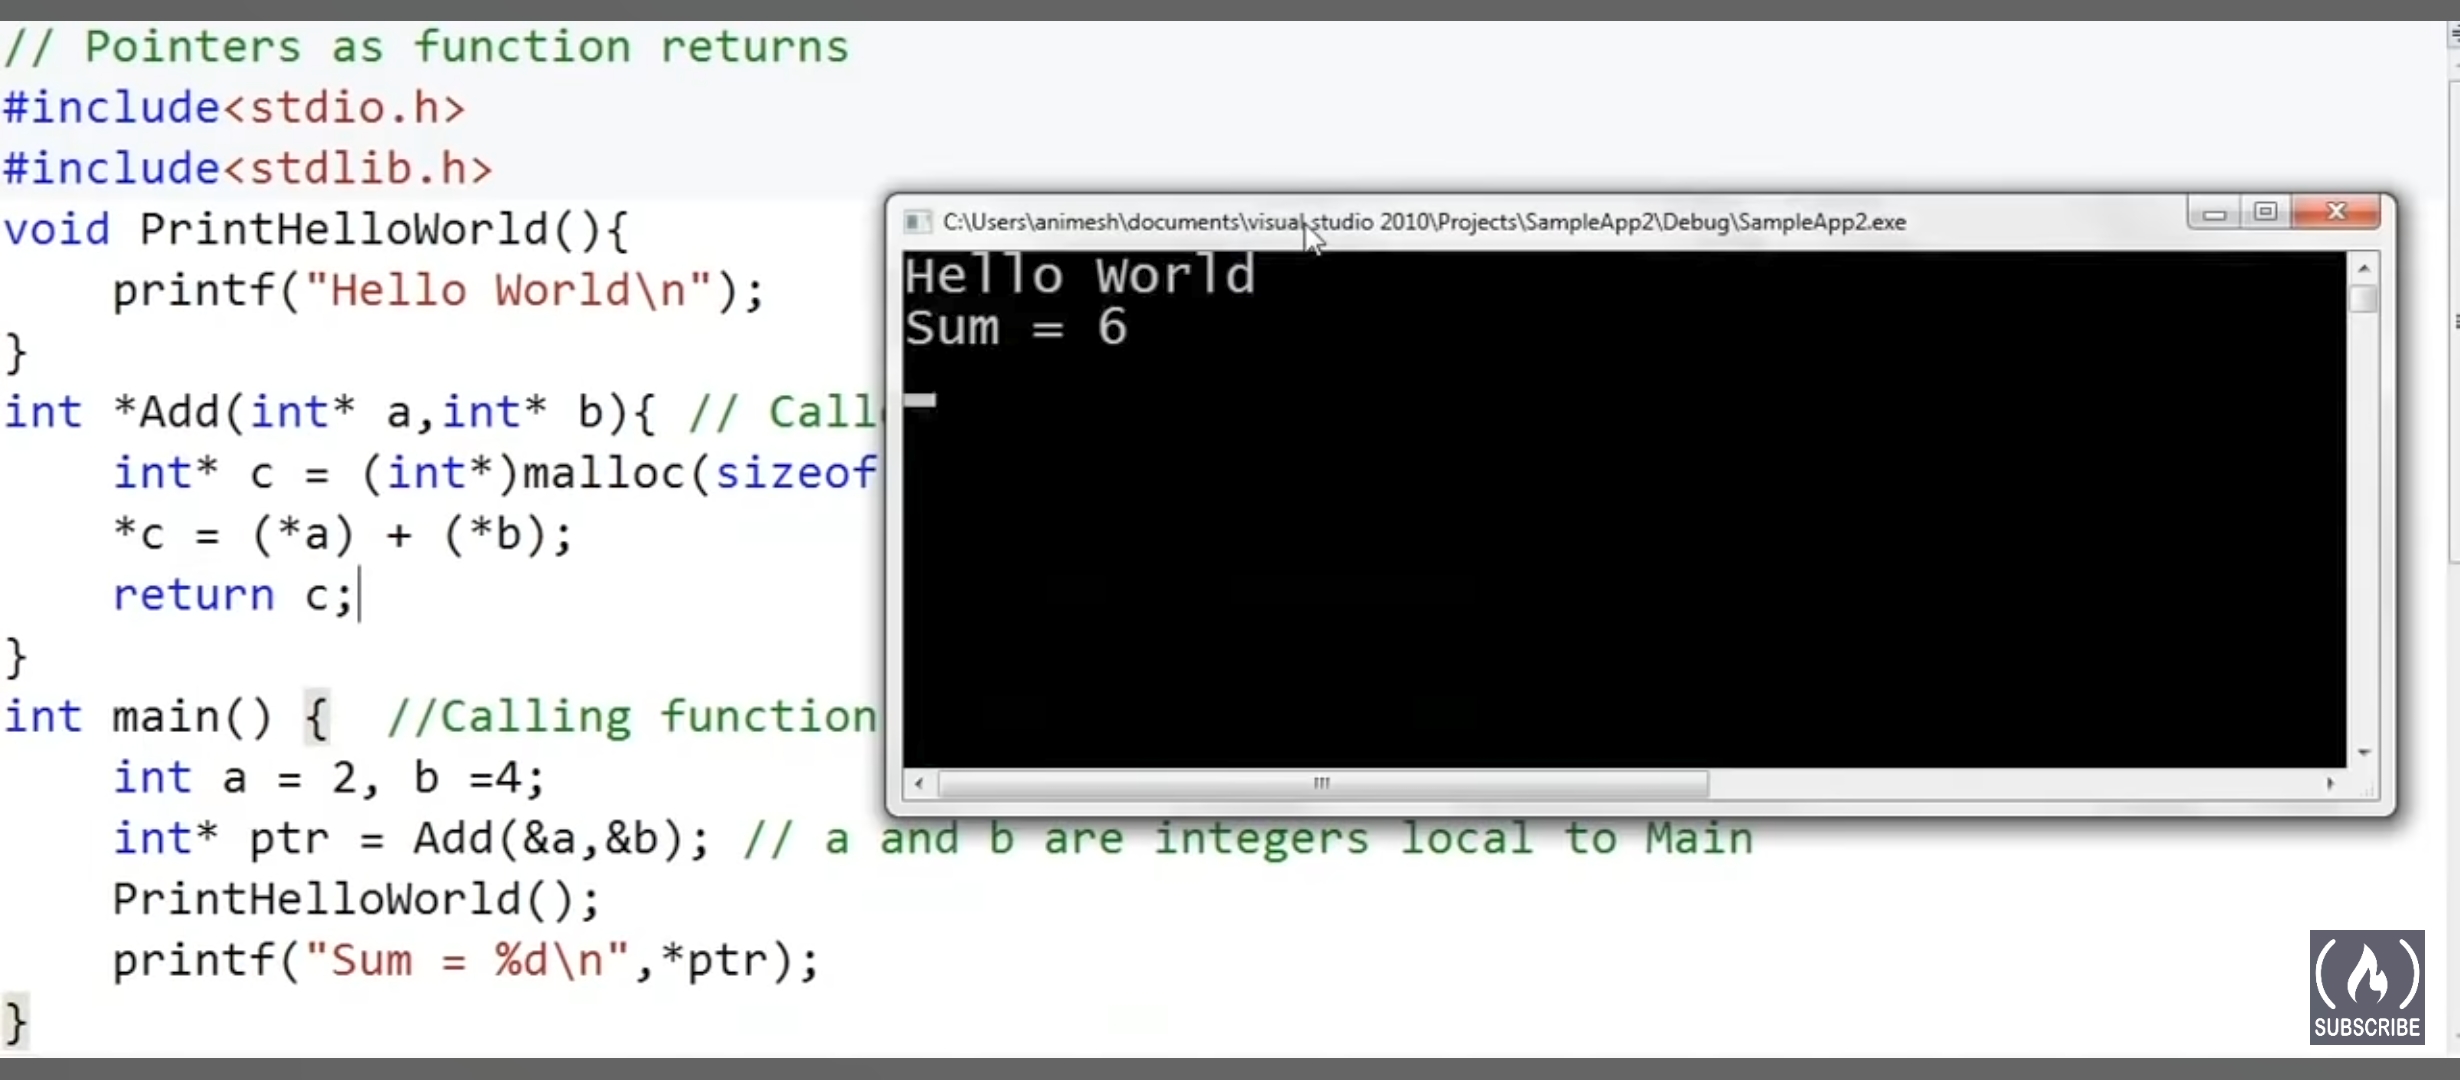 // Pointers as function returns
#include<stdio.h>
#include<stdlib.h>
void PrintHelloWorld(){
    printf("Hello World\n");
}
int *Add(int* a,int* b){ // Call
    int* c = (int*)malloc(sizeof
    *c = (*a) + (*b);
    return c;
}
int main() {  //Calling function
    int a = 2, b =4;
    int* ptr = Add(&a,&b); // a and b are integers local to Main
    PrintHelloWorld();
    printf("Sum = %d\n",*ptr);
}
C:\Users\animesh\documents\visual studio 2010\Projects\SampleApp2\Debug\SampleApp2.exe
Hello World
Sum = 6
SUBSCRIBE